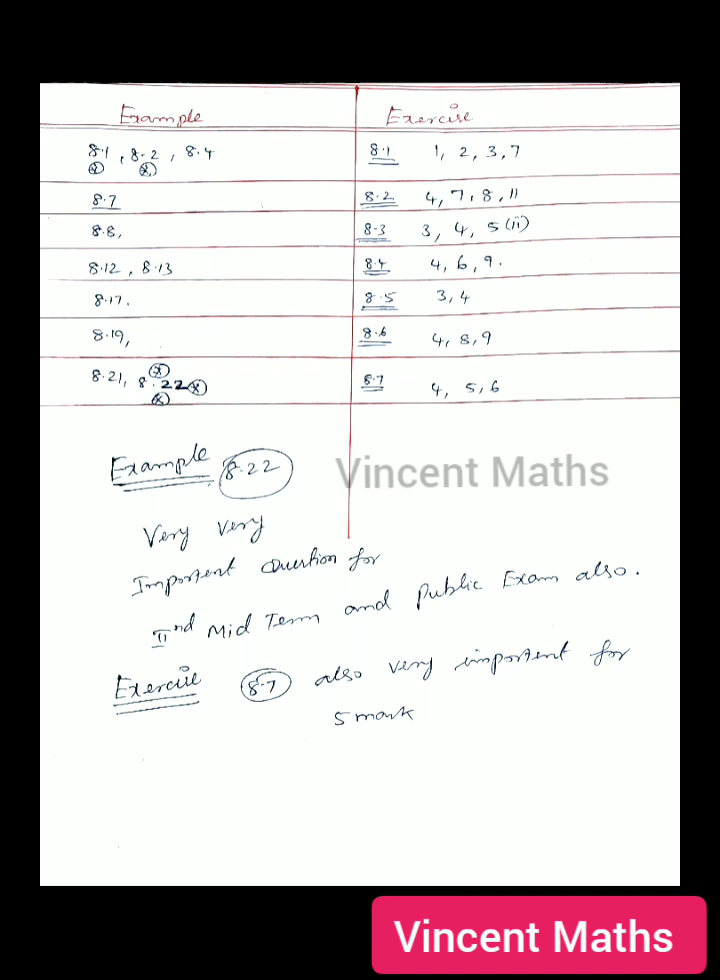 Example Exercise
8.1, 8.2, 8.4 8.1 1, 2, 3, 7
8.7 8.2 4, 7, 8, 11
8.8, 8.3 3, 4, 5 (ii)
8.12, 8.13 8.4 4, 6, 9.
8.17. 8.5 3, 4
8.19, 8.6 4, 8, 9
8.21, 8.22 8.7 4, 5, 6
Example 8.22
Vincent Maths
Very very
Importent Question for
IInd Mid Term and Public Exam also.
Exercise 8.7 also very importent for
5 mark
Vincent Maths